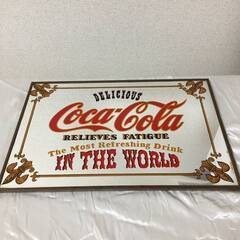 DELICIOUS
Coca-Cola
RELIEVES FATIGUE
The Most Refreshing Drink
IN THE WORLD